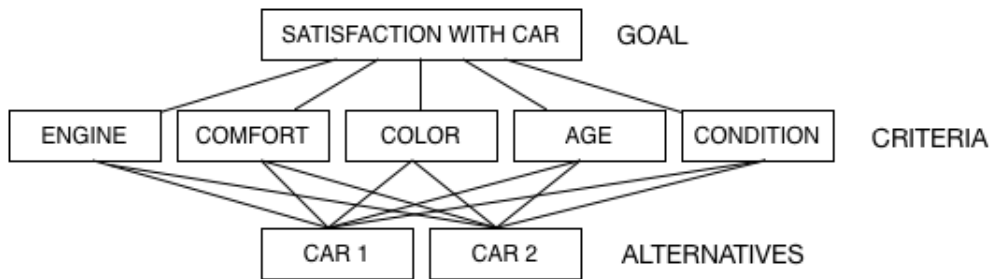 SATISFACTION WITH CAR GOAL
ENGINE COMFORT COLOR AGE CONDITION CRITERIA
CAR 1 CAR 2 ALTERNATIVES